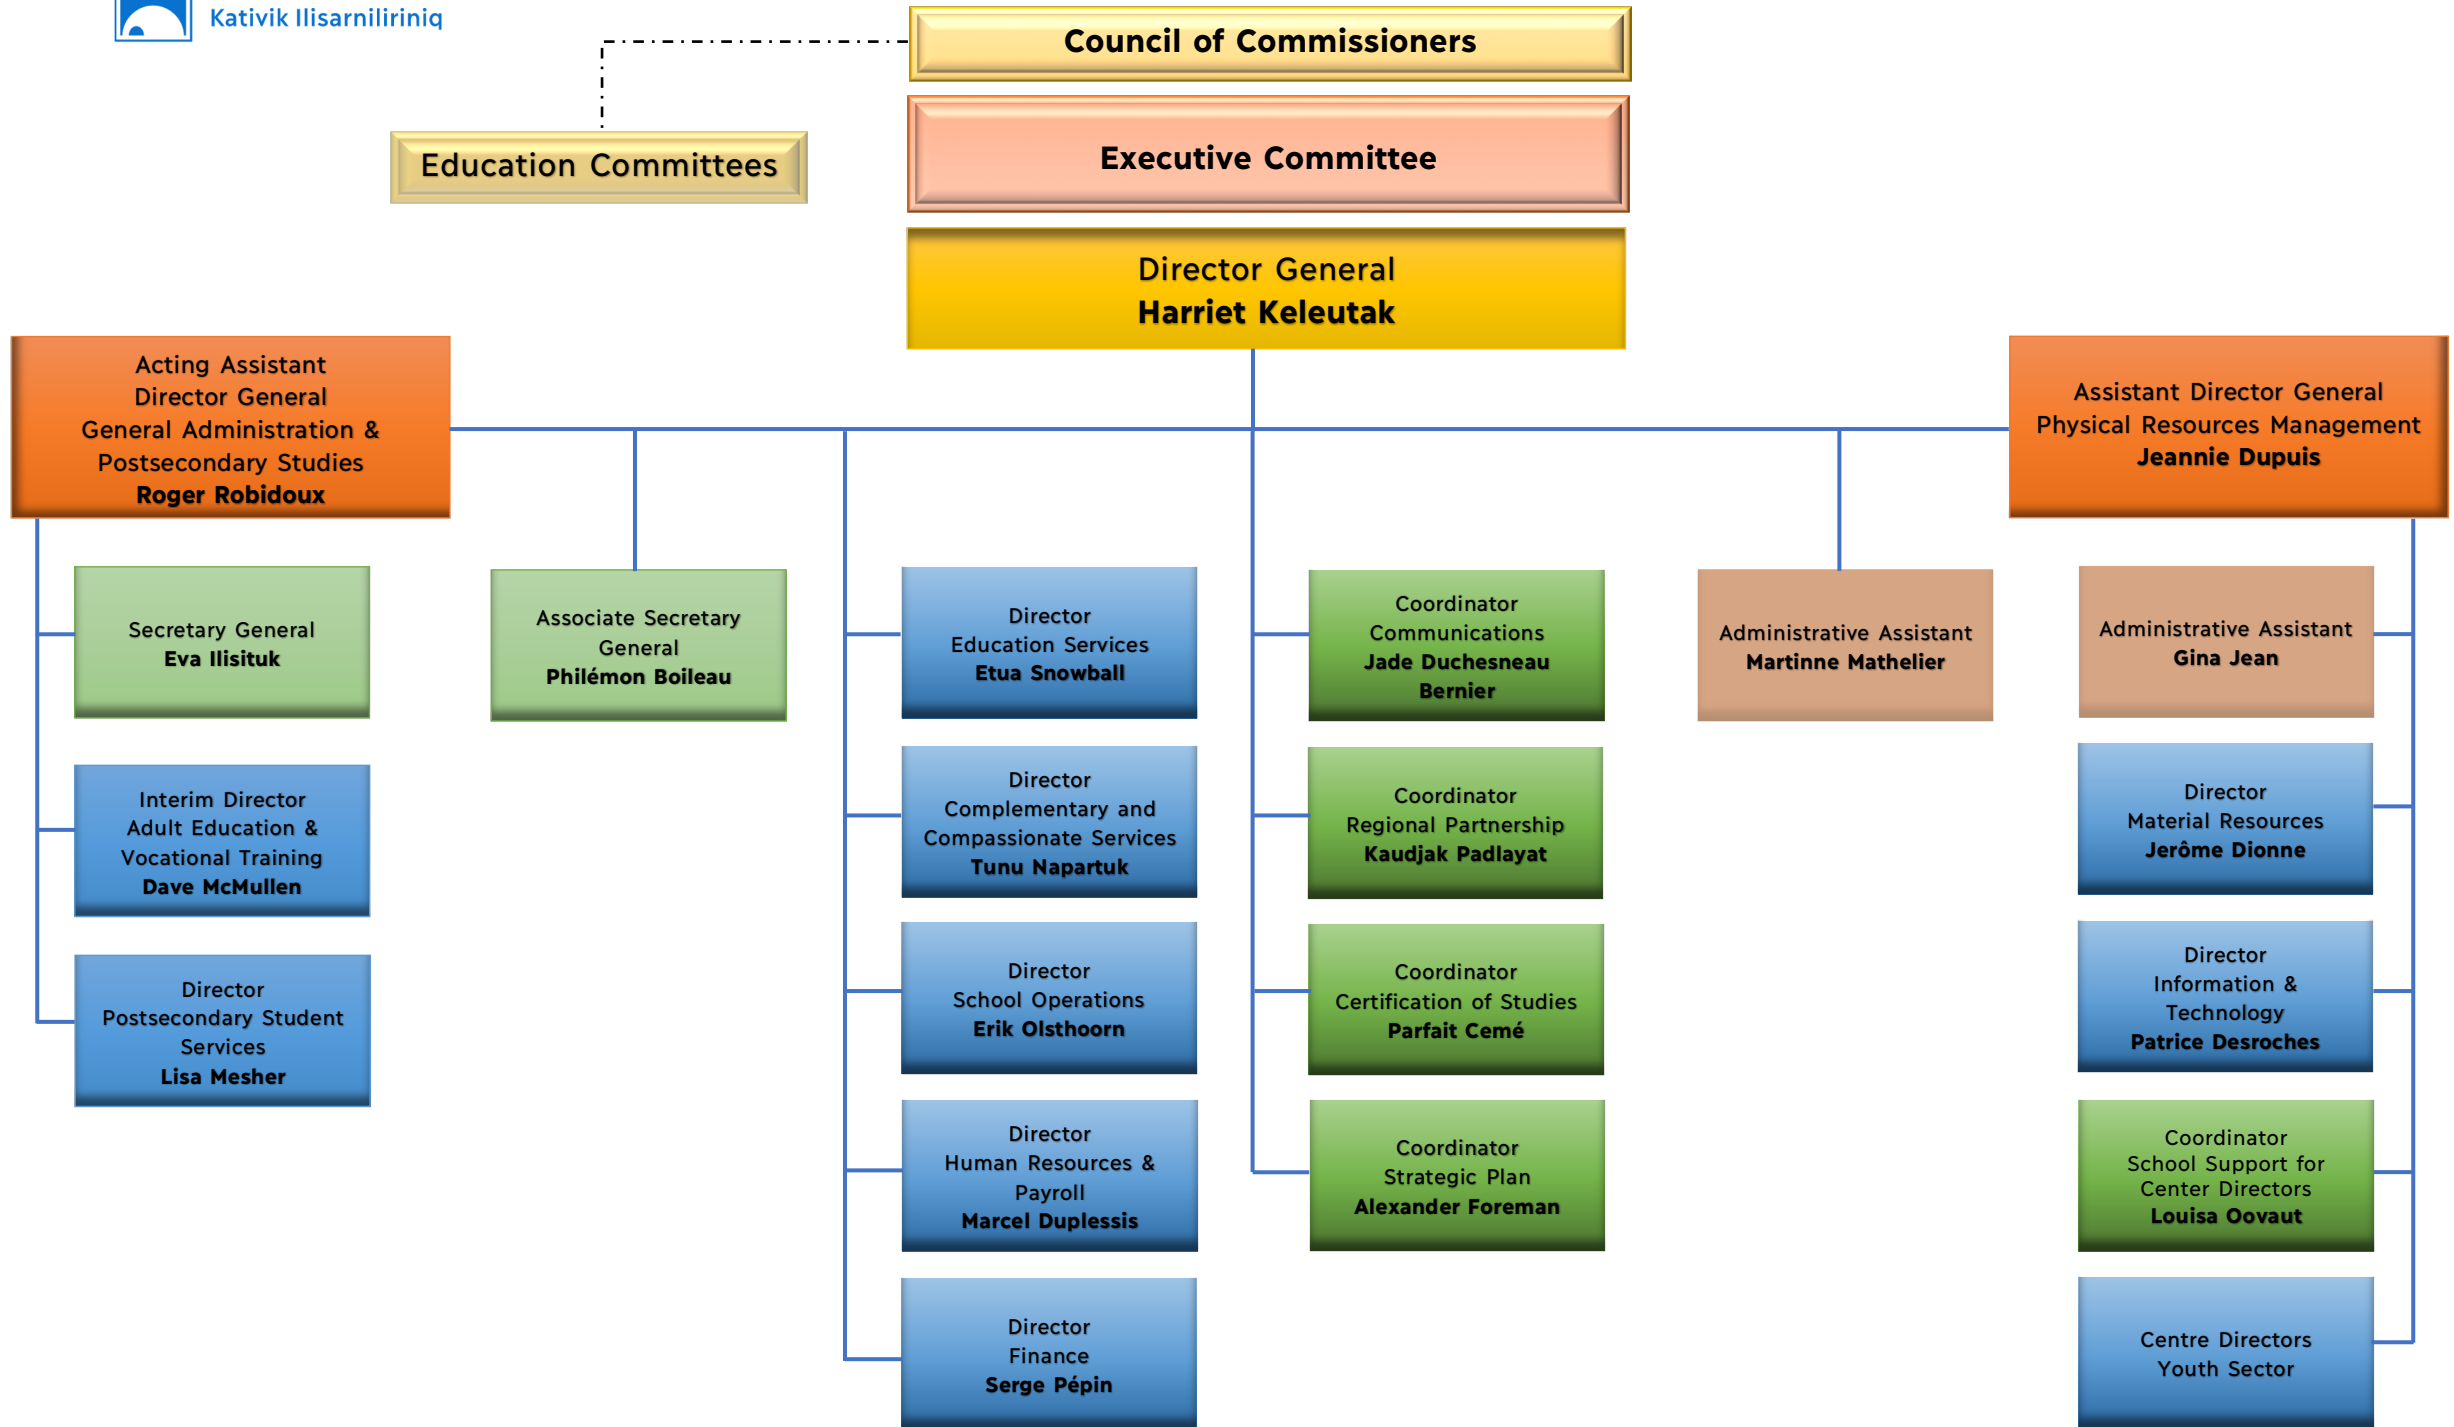 Kativik Ilisarniliriniq
Council of Commissioners
Education Committees
Executive Committee
Director General
Harriet Keleutak
Acting Assistant
Director General
General Administration &
Postsecondary Studies
Roger Robidoux
Assistant Director General
Physical Resources Management
Jeannie Dupuis
Secretary General
Eva Ilisituk
Interim Director
Adult Education &
Vocational Training
Dave McMullen
Director
Postsecondary Student
Services
Lisa Mesher
Associate Secretary
General
Philémon Boileau
Director
Education Services
Etua Snowball
Director
Complementary and
Compassionate Services
Tunu Napartuk
Director
School Operations
Erik Olsthoorn
Director
Human Resources &
Payroll
Marcel Duplessis
Director
Finance
Serge Pépin
Coordinator
Communications
Jade Duchesneau
Bernier
Coordinator
Regional Partnership
Kaudjak Padlayat
Coordinator
Certification of Studies
Parfait Cemé
Coordinator
Strategic Plan
Alexander Foreman
Administrative Assistant
Martinne Mathelier
Administrative Assistant
Gina Jean
Director
Material Resources
Jerôme Dionne
Director
Information &
Technology
Patrice Desroches
Coordinator
School Support for
Center Directors
Louisa Oovaut
Centre Directors
Youth Sector